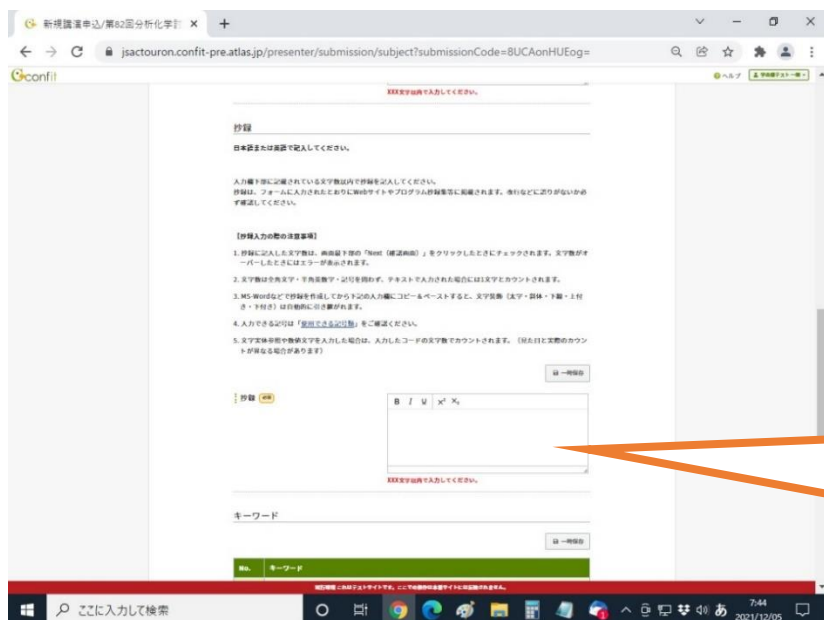 新規講演申込/第82回分析化学討
jsactouron.confit-pre.atlas.jp/presenter/submission/subject?submissionCode=8UCAonHUEog=
confit
ヘルプ
XXX文字以内で入力してください。
抄録
日本語または英語で記入してください。
入力欄下部に記載されている文字数以内で抄録を記入してください。
抄録は、フォームに入力されたとおりにWebサイトやプログラム抄録集等に掲載されます。改行などに誤りがないか必
ず確認してください。
【抄録入力の際の注意事項】
1. 抄録に記入した文字数は、画面最下部の「Next（確認画面）」をクリックしたときにチェックされます。文字数がオ
ーバーしたときにはエラーが表示されます。
2. 文字数は全角文字・半角英数字・記号を問わず、テキストで入力された場合には1文字とカウントされます。
3. MS-Wordなどで抄録を作成してから下記の入力欄にコピー＆ペーストすると、文字装飾（太字・斜体・下線・上付
き・下付き）は自動的に引き継がれます。
4. 入力できる記号は「使用できる記号類」をご確認ください。
5. 文字実体参照や数値文字を入力した場合は、入力したコードの文字数でカウントされます。（見た目と実際のカウン
トが異なる場合があります）
一時保存
抄録 必須
B I U X² X₂
XXX文字以内で入力してください。
キーワード
一時保存
No. キーワード
ここに入力して検索
あ
7:44
2021/12/05